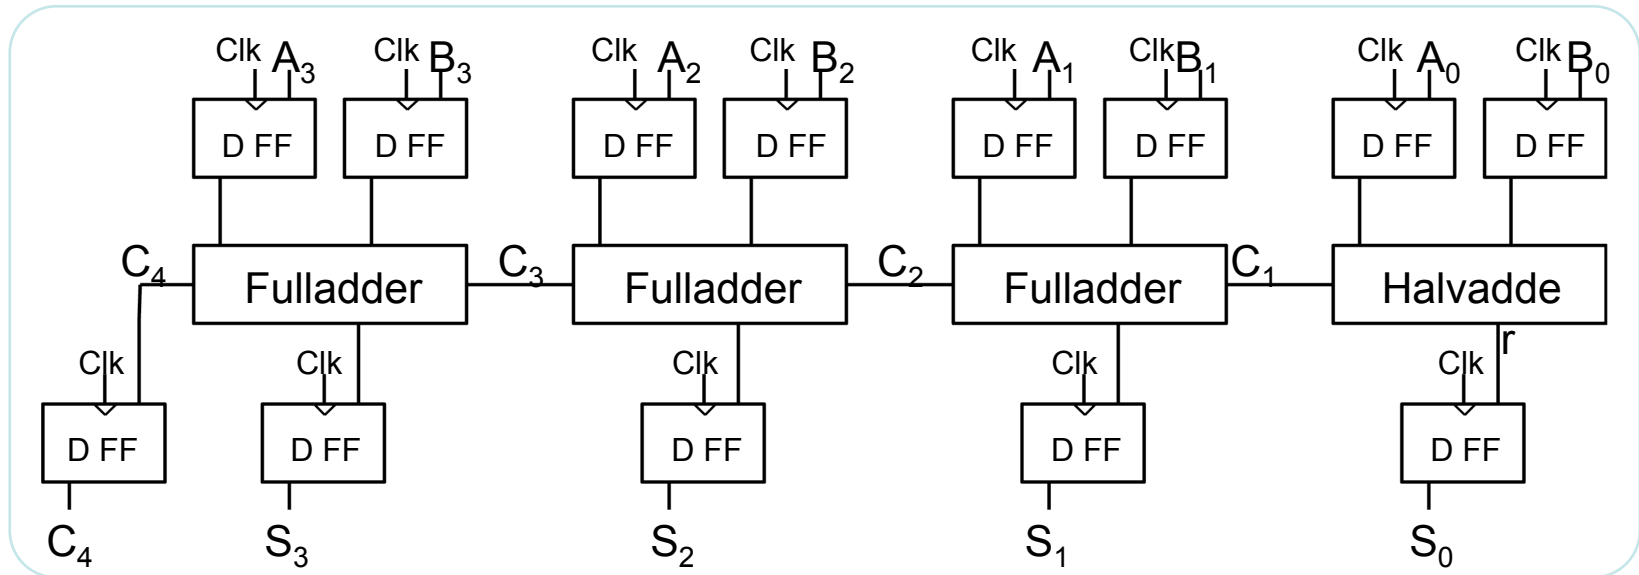 Clk A₃ Clk B₃ Clk A₂ Clk B₂ Clk A₁ Clk B₁ Clk A₀ Clk B₀
D FF D FF D FF D FF D FF D FF D FF D FF
C₄ Fulladder C₃ Fulladder C₂ Fulladder C₁ Halvadde
r
Clk Clk Clk Clk Clk
D FF D FF D FF D FF D FF
C₄ S₃ S₂ S₁ S₀